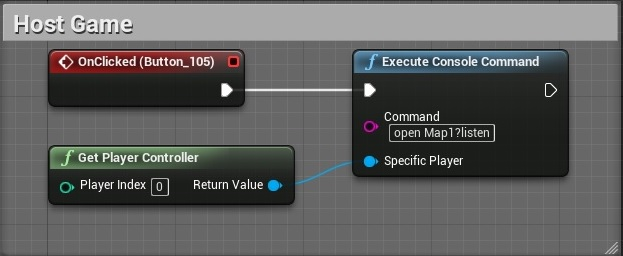 Host Game
OnClicked (Button_105)
f Execute Console Command
Command
open Map1?listen
f Get Player Controller
Player Index 0 Return Value
Specific Player